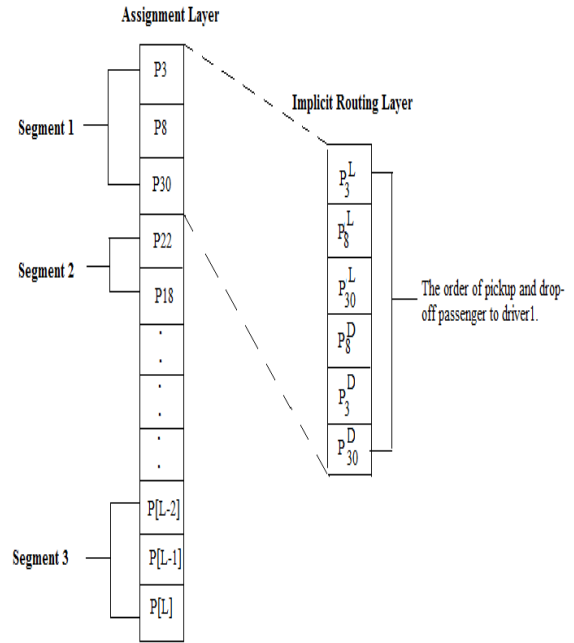 Assignment Layer
P3
P8
P30
P22
P18
. .
. .
. .
P[L-2]
P[L-1]
P[L]
Segment 1
Segment 2
Segment 3
Implicit Routing Layer
P3L
P8L
P30L
P8D
P3D
P30D
The order of pickup and drop-
off passenger to driver1.